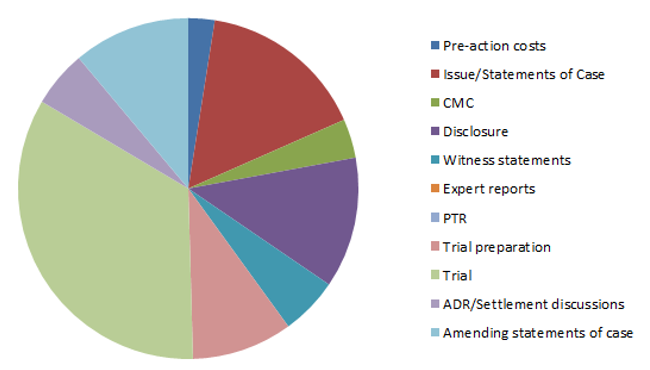 Pre-action costs
Issue/Statements of Case
CMC
Disclosure
Witness statements
Expert reports
PTR
Trial preparation
Trial
ADR/Settlement discussions
Amending statements of case